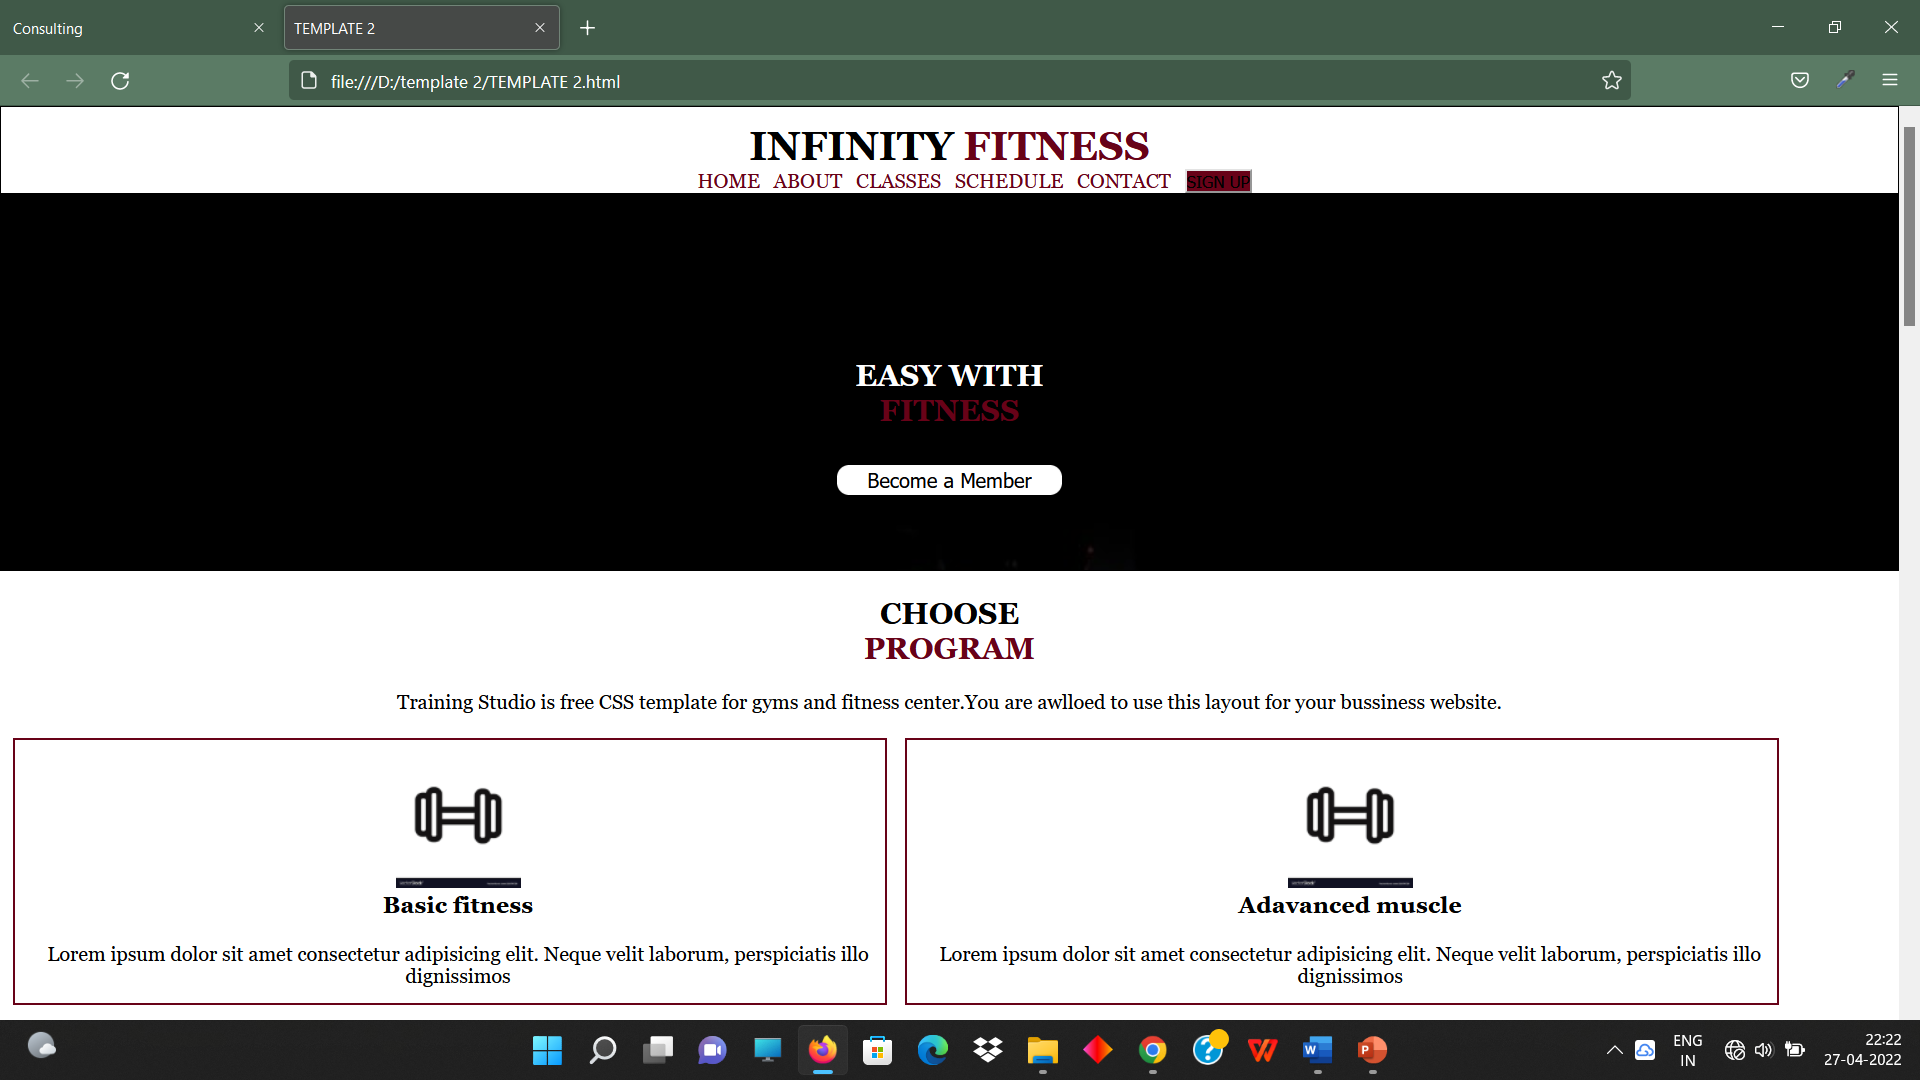 Consulting
TEMPLATE 2
file:///D:/template 2/TEMPLATE 2.html
INFINITY FITNESS
HOME ABOUT CLASSES SCHEDULE CONTACT SIGN UP
EASY WITH
FITNESS
Become a Member
CHOOSE
PROGRAM
Training Studio is free CSS template for gyms and fitness center.You are awlloed to use this layout for your bussiness website.
Basic fitness
Lorem ipsum dolor sit amet consectetur adipisicing elit. Neque velit laborum, perspiciatis illo
dignissimos
Adavanced muscle
Lorem ipsum dolor sit amet consectetur adipisicing elit. Neque velit laborum, perspiciatis illo
dignissimos
ENG
IN
22:22
27-04-2022